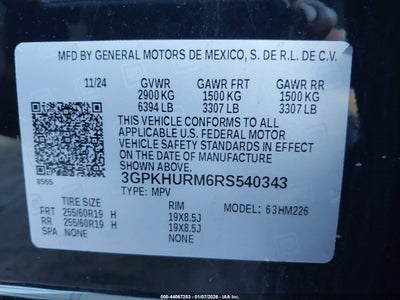 MFD BY GENERAL MOTORS DE MEXICO, S. DE R.L. DE C.V.
11/24 GVWR GAWR FRT GAWR RR
2900 KG 1500 KG 1500 KG
6394 LB 3307 LB 3307 LB
THIS VEHICLE CONFORMS TO ALL
APPLICABLE U.S. FEDERAL MOTOR
VEHICLE SAFETY STANDARDS IN EFFECT
ON THE DATE OF MANUFACTURE SHOWN ABOVE.
8555 3GPKHURM6RS540343
TYPE: MPV
TIRE SIZE RIM MODEL: 63HM226
FRT 255/60R19 H 19X8.5J
RR 255/60R19 H 19X8.5J
SPA NONE NONE
000-44067253 - 01/07/2026 - IAA, Inc.